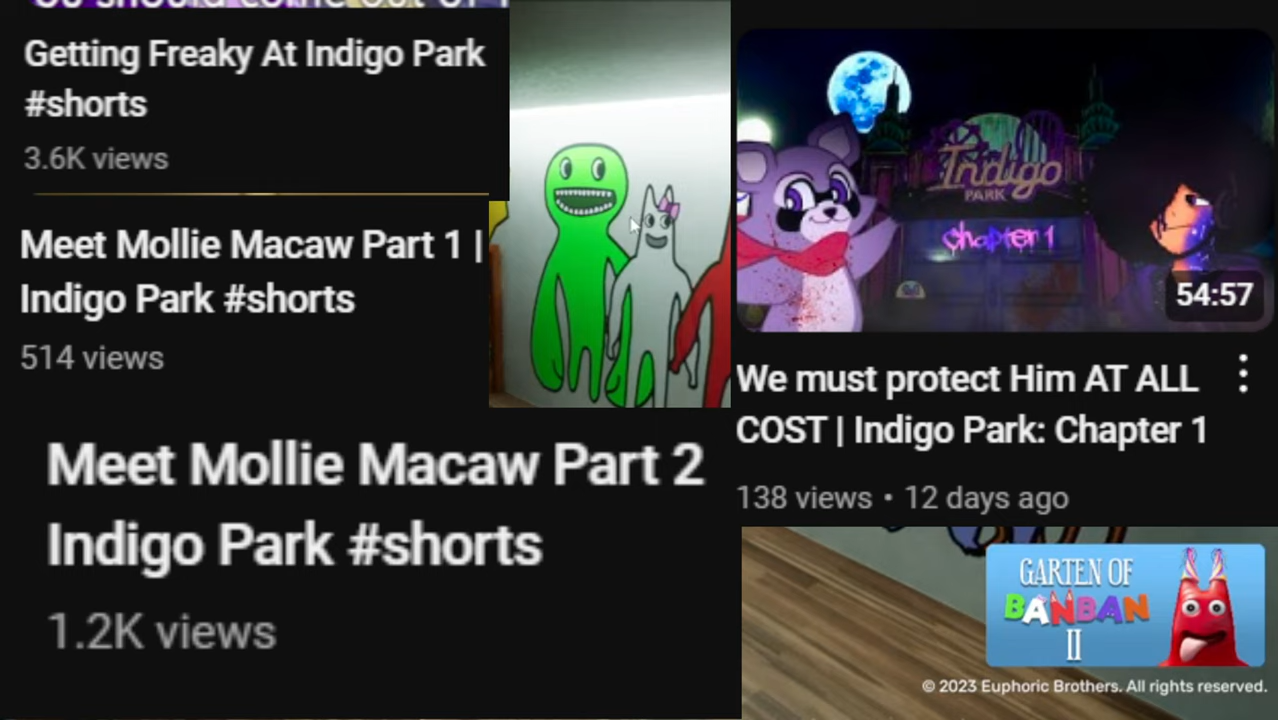 Getting Freaky At Indigo Park
#shorts
3.6K views
Meet Mollie Macaw Part 1 |
Indigo Park #shorts
514 views
Meet Mollie Macaw Part 2
Indigo Park #shorts
1.2K views
Indigo
PARK
chapter 1
54:57
We must protect Him AT ALL
COST | Indigo Park: Chapter 1
138 views • 12 days ago
GARTEN OF
BANBAN
II
© 2023 Euphoric Brothers. All rights reserved.